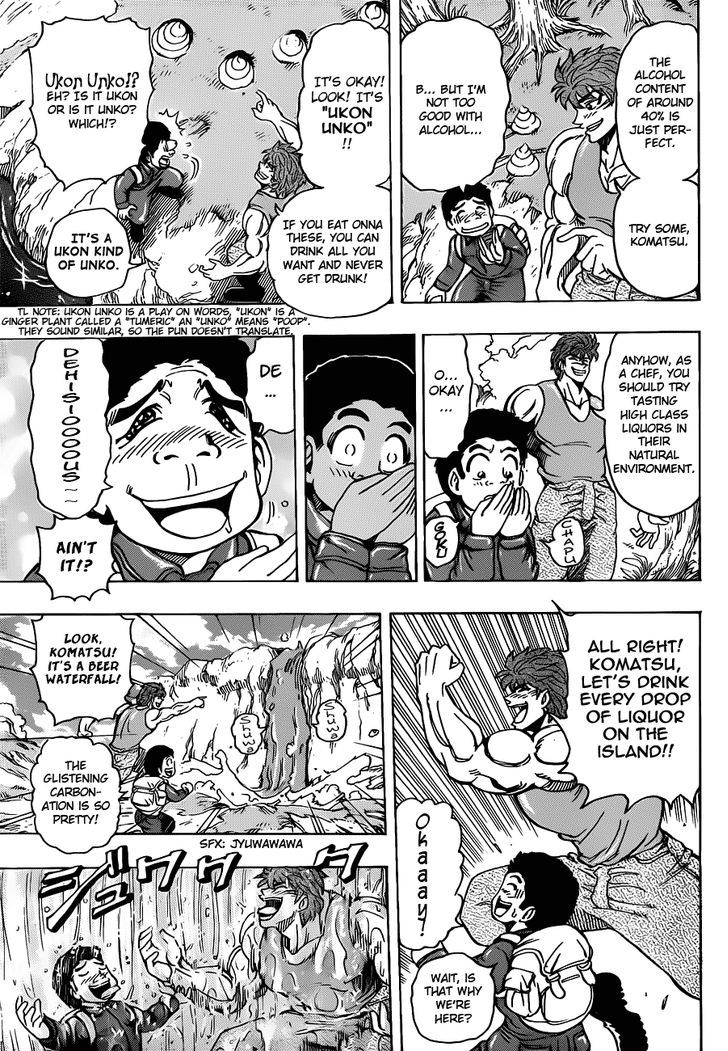 THE
ALCOHOL
CONTENT
OF AROUND
40% IS
JUST PER-
FECT.
TRY SOME,
KOMATSU.
B... BUT I'M
NOT TOO
GOOD WITH
ALCOHOL...
IT'S OKAY!
LOOK! IT'S
"UKON
UNKO"
!!
IF YOU EAT ONNA
THESE, YOU CAN
DRINK ALL YOU
WANT AND NEVER
GET DRUNK!
Ukon Unko!?
EH? IS IT UKON
OR IS IT UNKO?
WHICH!?
IT'S A
UKON KIND
OF UNKO.
TL NOTE: UKON UNKO IS A PLAY ON WORDS, "UKON" IS A
GINGER PLANT CALLED A "TUMERIC" AN "UNKO" MEANS "POOP".
THEY SOUND SIMILAR, SO THE PUN DOESN'T TRANSLATE.
ANYHOW, AS
A CHEF, YOU
SHOULD TRY
TASTING
HIGH CLASS
LIQUORS IN
THEIR
NATURAL
ENVIRONMENT.
O...
OKAY
CHAPU
GOKU
DE
...
DEHISIOOOOUS~~
AIN'T
IT!?
ALL RIGHT!
KOMATSU,
LET'S DRINK
EVERY DROP
OF LIQUOR
ON THE
ISLAND!!
Okaaay!
WAIT, IS
THAT WHY
WE'RE
HERE?
LOOK,
KOMATSU!
IT'S A BEER
WATERFALL!
THE
GLISTENING
CARBON-
ATION IS SO
PRETTY!
SFX: JYUWAWAWA